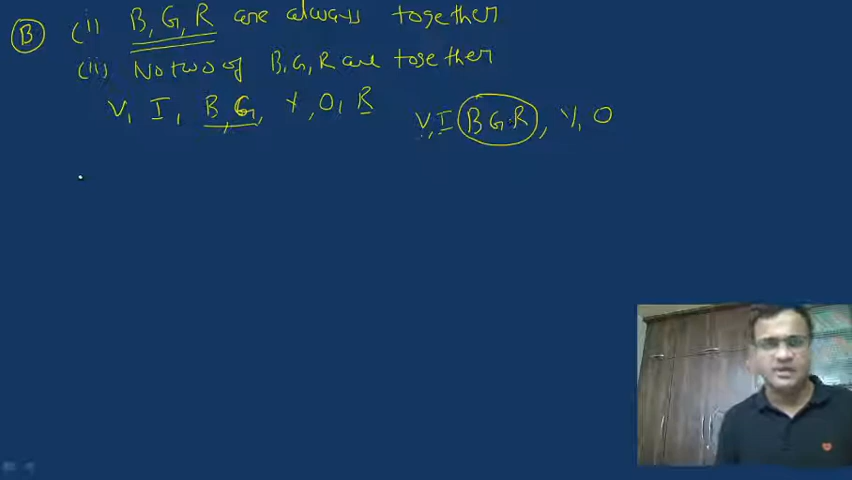 B (i) B, G, R are always together
(ii) No two of B, G, R are together
V, I, B, G, Y, O, R
V, I B G R, Y, O